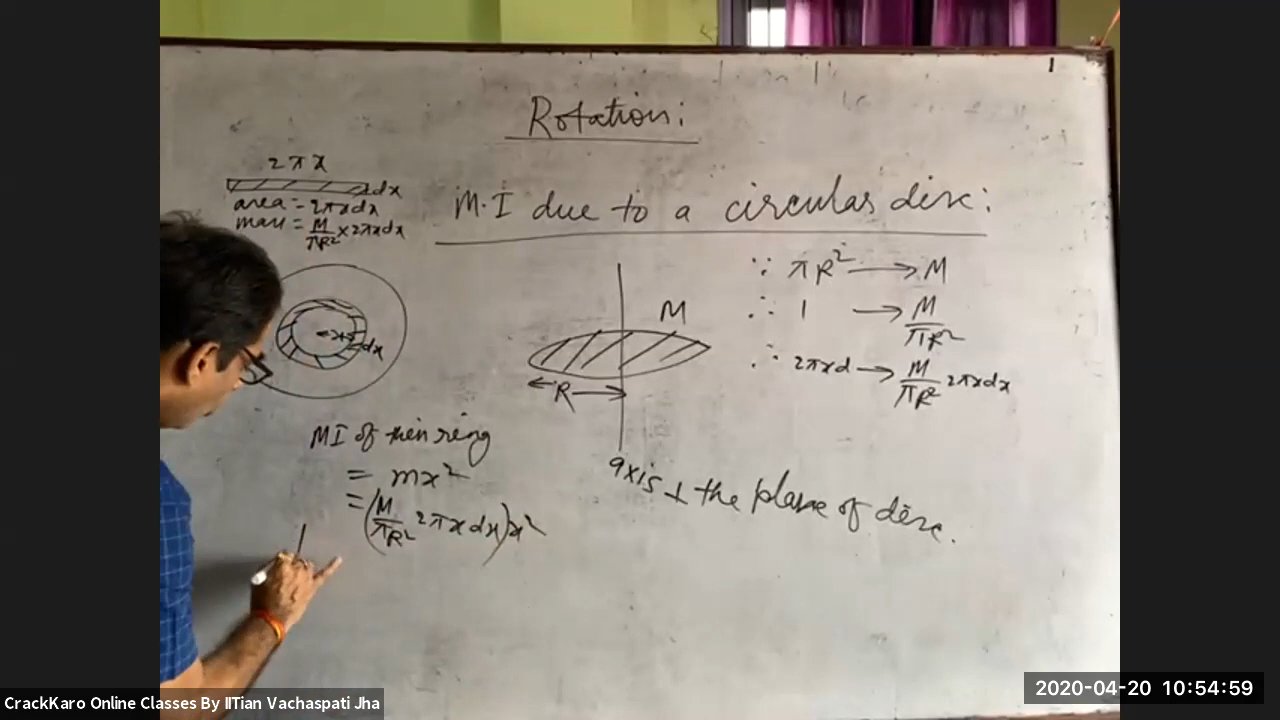 Rotation:
2πx
dx
area = 2πxdx
mass = M/πR² × 2πxdx
M.I due to a circular disc:
∵ πR² → M
∴ 1 → M/πR²
∴ 2πxd → M/πR² 2πxdx
M
x
dx
R
MI of thin ring
= mx²
= (M/πR² 2πx dx)x²
axis ⊥ the plane of disc.
CrackKaro Online Classes By IITian Vachaspati Jha
2020-04-20 10:54:59